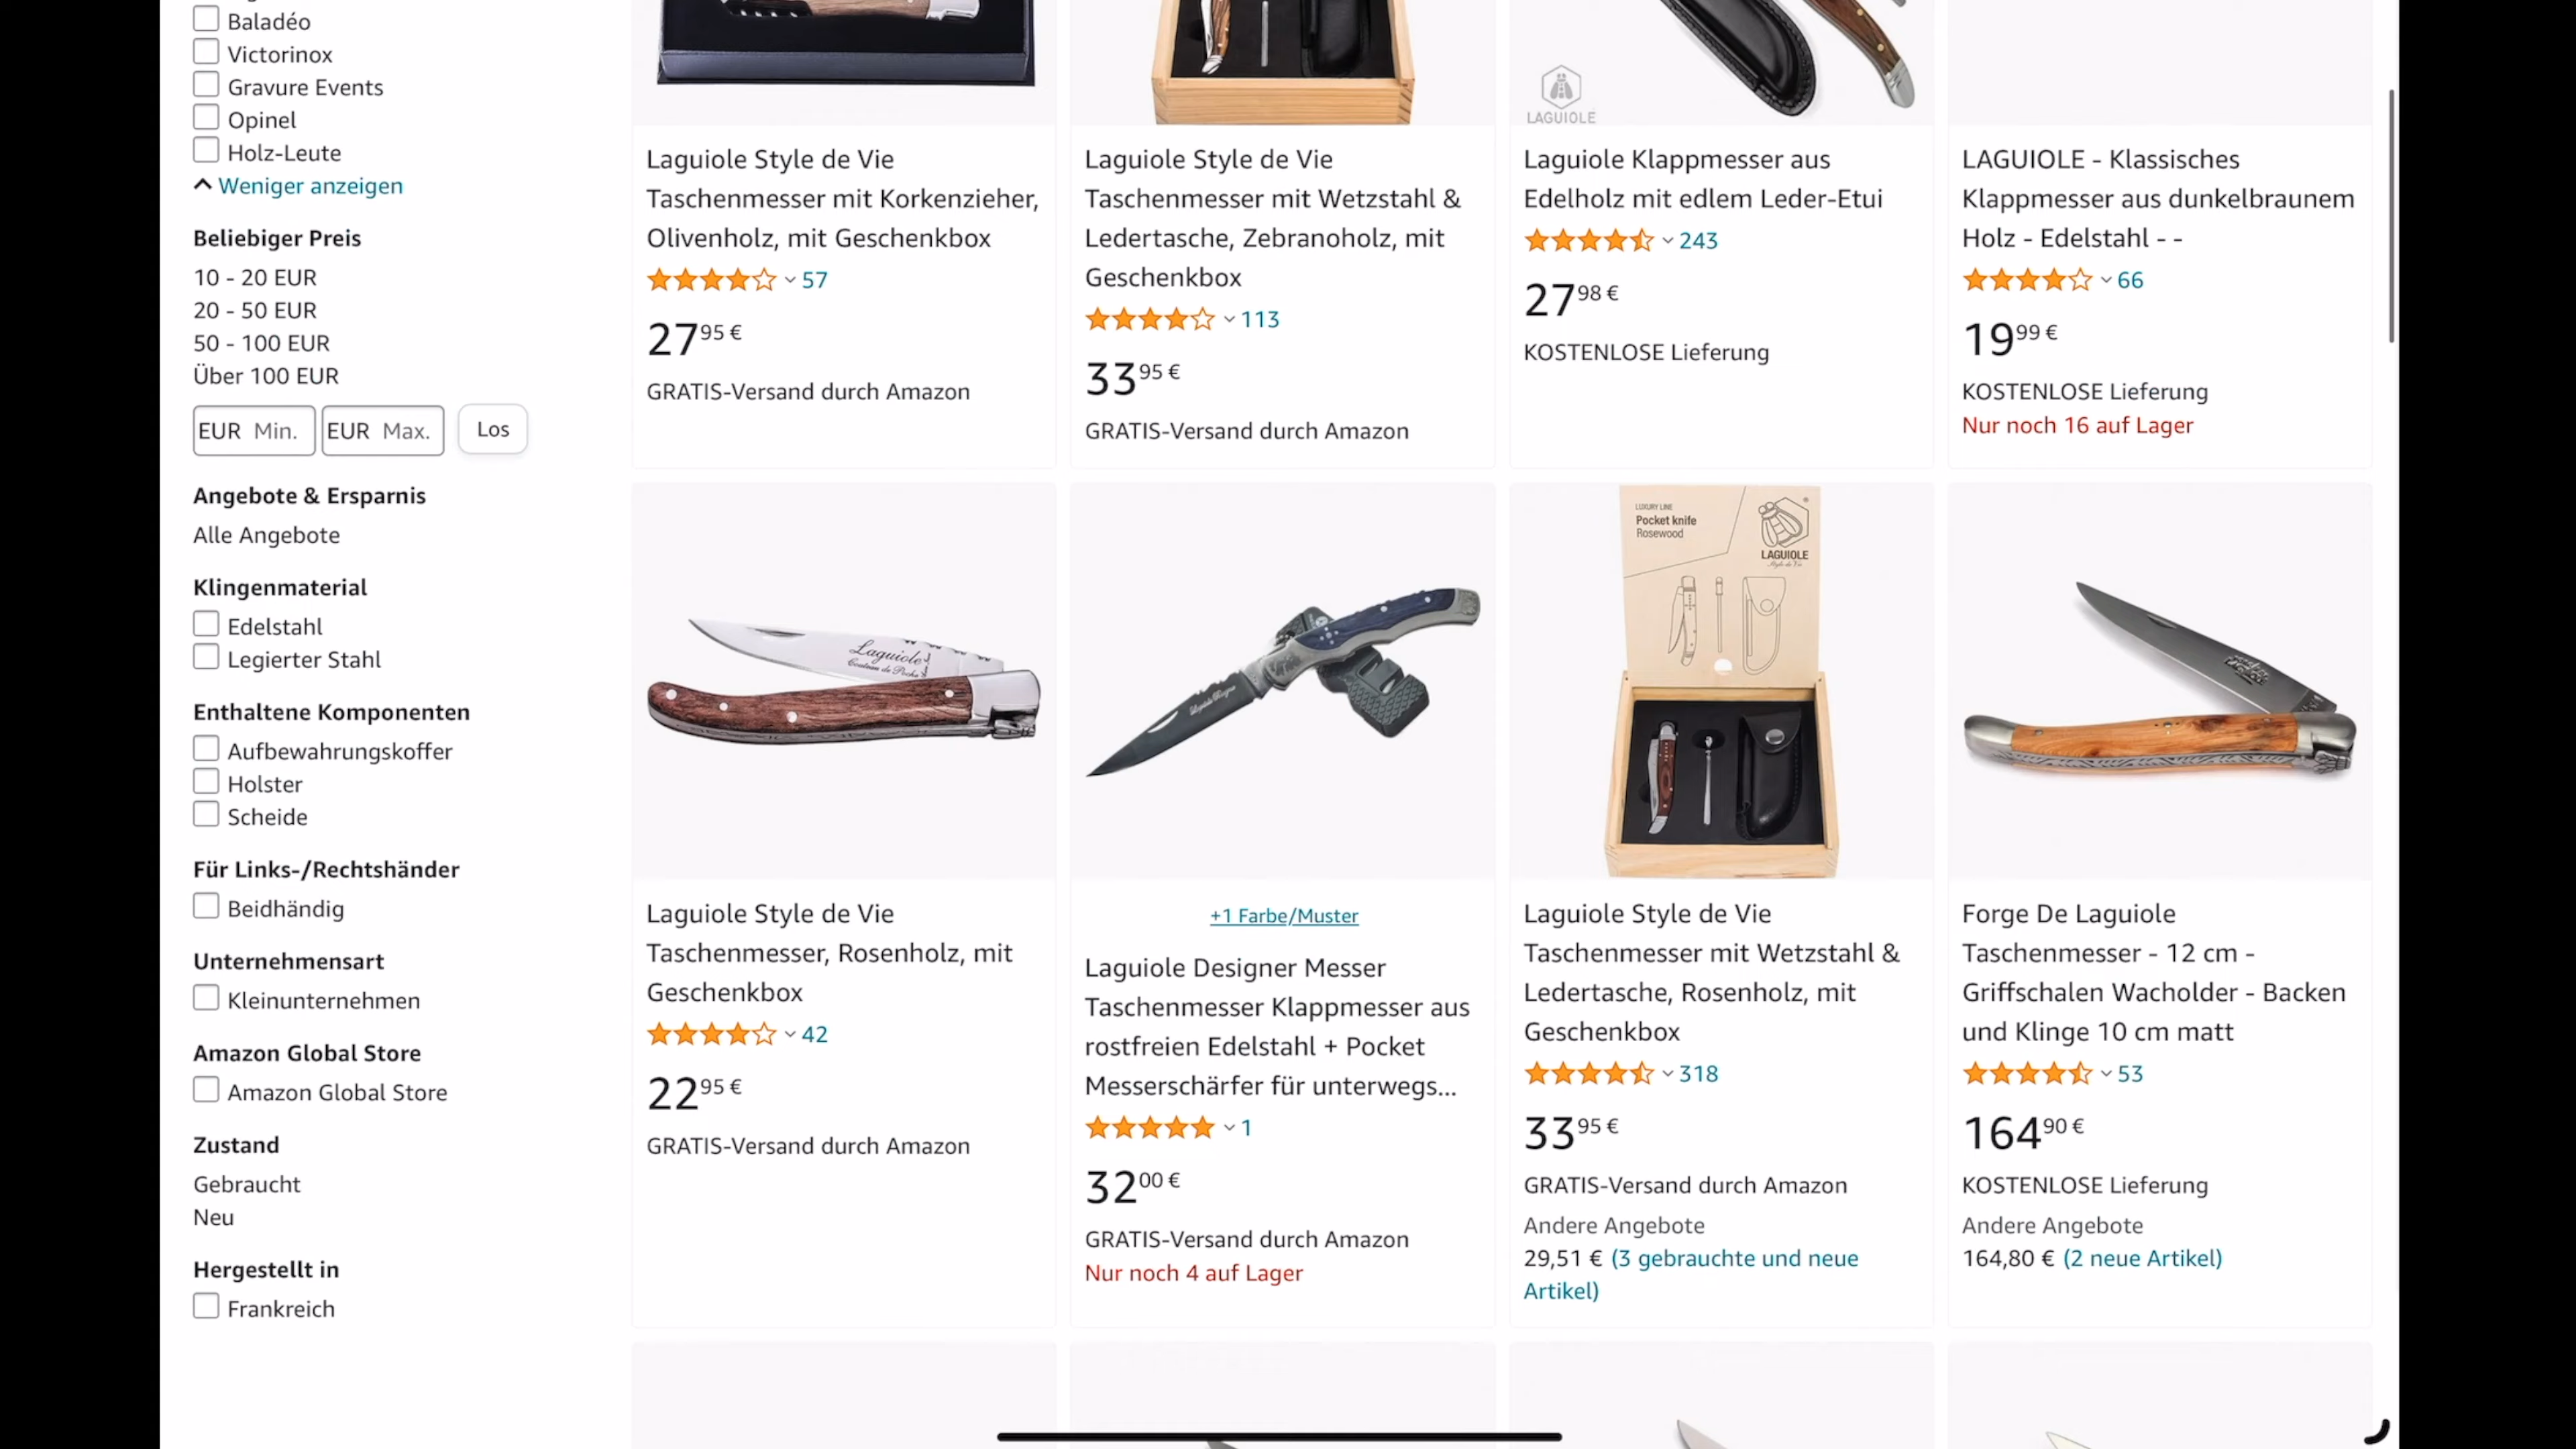 Baladéo
Victorinox
Gravure Events
Opinel
Holz-Leute
Weniger anzeigen
Beliebiger Preis
10 - 20 EUR
20 - 50 EUR
50 - 100 EUR
Über 100 EUR
EUR Min.
EUR Max.
Los
Angebote & Ersparnis
Alle Angebote
Klingenmaterial
Edelstahl
Legierter Stahl
Enthaltene Komponenten
Aufbewahrungskoffer
Holster
Scheide
Für Links-/Rechtshänder
Beidhändig
Unternehmensart
Kleinunternehmen
Amazon Global Store
Amazon Global Store
Zustand
Gebraucht
Neu
Hergestellt in
Frankreich
Laguiole Style de Vie
Taschenmesser mit Korkenzieher,
Olivenholz, mit Geschenkbox
57
27 95 €
GRATIS-Versand durch Amazon
Laguiole Style de Vie
Taschenmesser mit Wetzstahl &
Ledertasche, Zebranoholz, mit
Geschenkbox
113
33 95 €
GRATIS-Versand durch Amazon
LAGUIOLE
Laguiole Klappmesser aus
Edelholz mit edlem Leder-Etui
243
27 98 €
KOSTENLOSE Lieferung
LAGUIOLE - Klassisches
Klappmesser aus dunkelbraunem
Holz - Edelstahl - -
66
19 99 €
KOSTENLOSE Lieferung
Nur noch 16 auf Lager
Laguiole
Laguiole Style de Vie
Taschenmesser, Rosenholz, mit
Geschenkbox
42
22 95 €
GRATIS-Versand durch Amazon
+1 Farbe/Muster
Laguiole Designer Messer
Taschenmesser Klappmesser aus
rostfreien Edelstahl + Pocket
Messerschärfer für unterwegs...
1
32 00 €
GRATIS-Versand durch Amazon
Nur noch 4 auf Lager
LUXURY LINE
Pocket knife
Rosewood
LAGUIOLE
Style de Vie
Laguiole Style de Vie
Taschenmesser mit Wetzstahl &
Ledertasche, Rosenholz, mit
Geschenkbox
318
33 95 €
GRATIS-Versand durch Amazon
Andere Angebote
29,51 € (3 gebrauchte und neue
Artikel)
Forge De Laguiole
Taschenmesser - 12 cm -
Griffschalen Wacholder - Backen
und Klinge 10 cm matt
53
164 90 €
KOSTENLOSE Lieferung
Andere Angebote
164,80 € (2 neue Artikel)